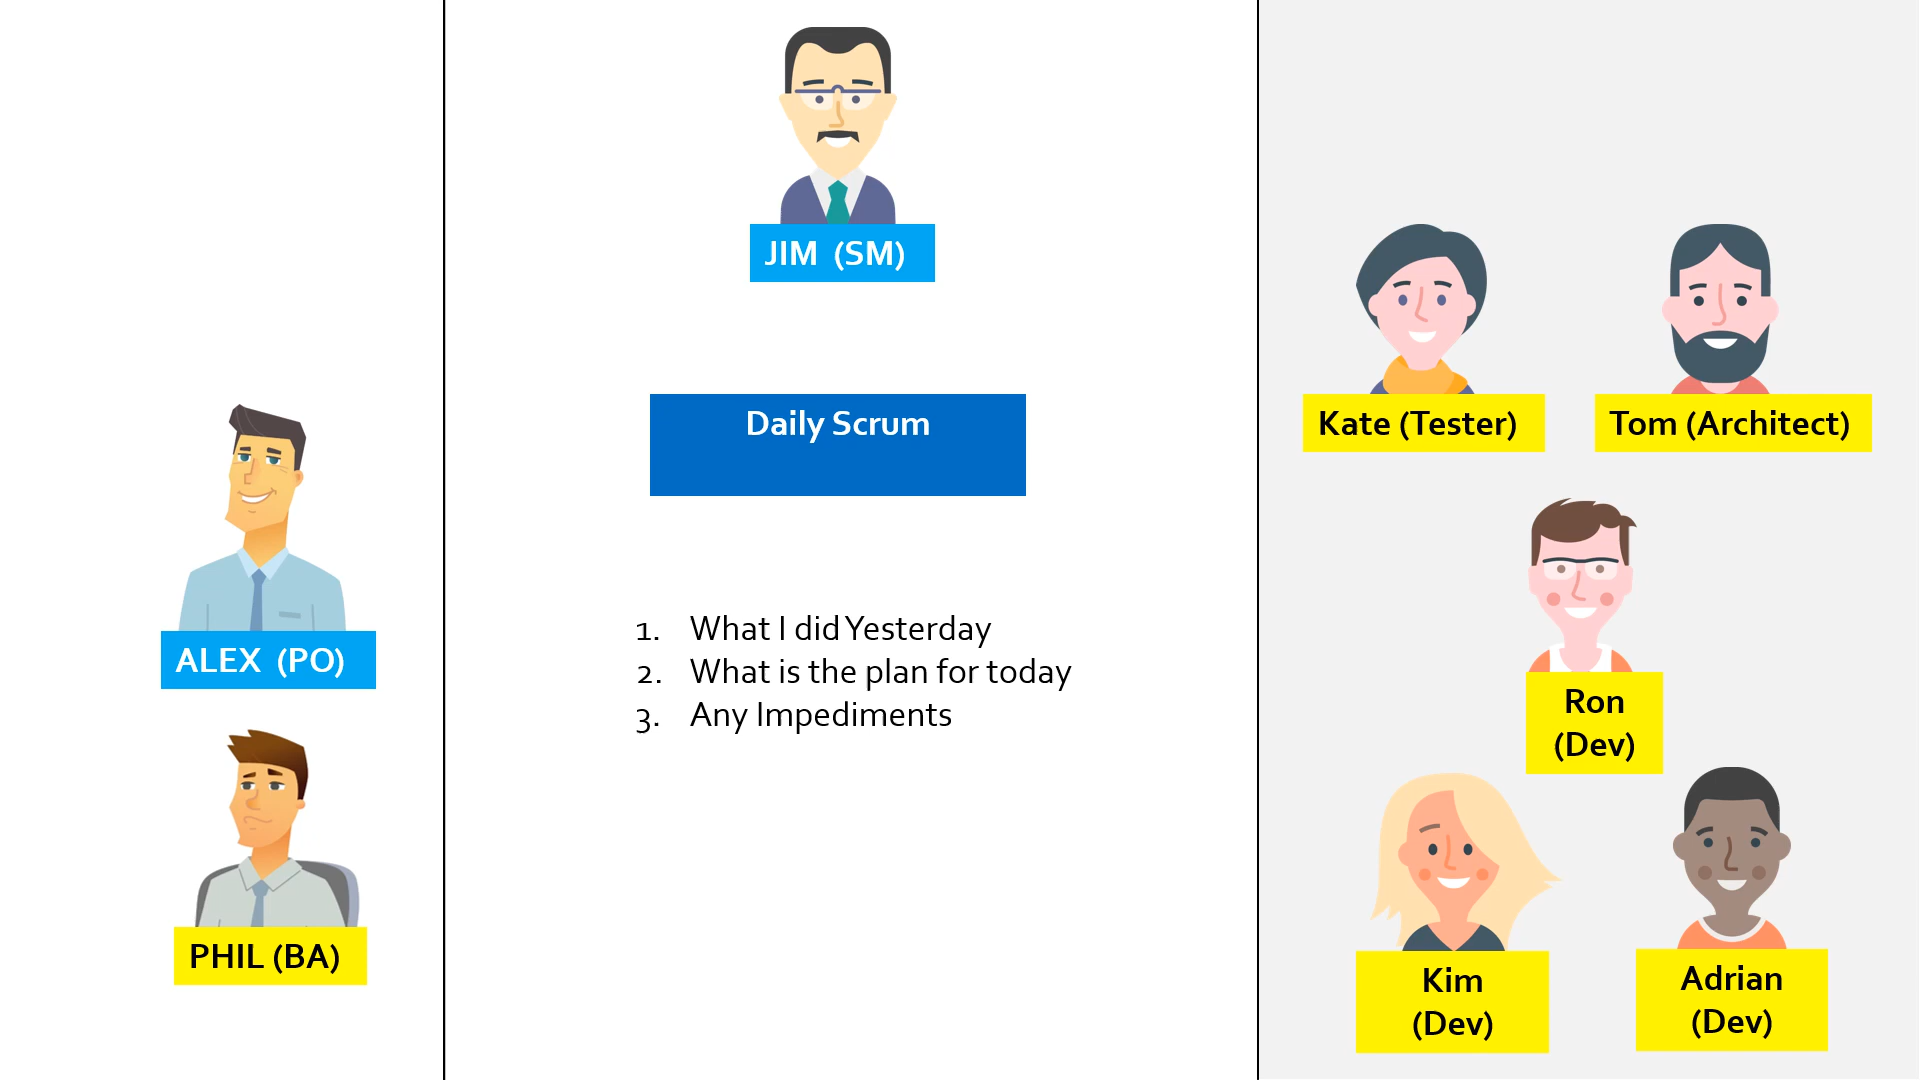 JIM (SM)
Daily Scrum
1. What I did Yesterday
2. What is the plan for today
3. Any Impediments
ALEX (PO)
PHIL (BA)
Kate (Tester)
Tom (Architect)
Ron
(Dev)
Kim
(Dev)
Adrian
(Dev)